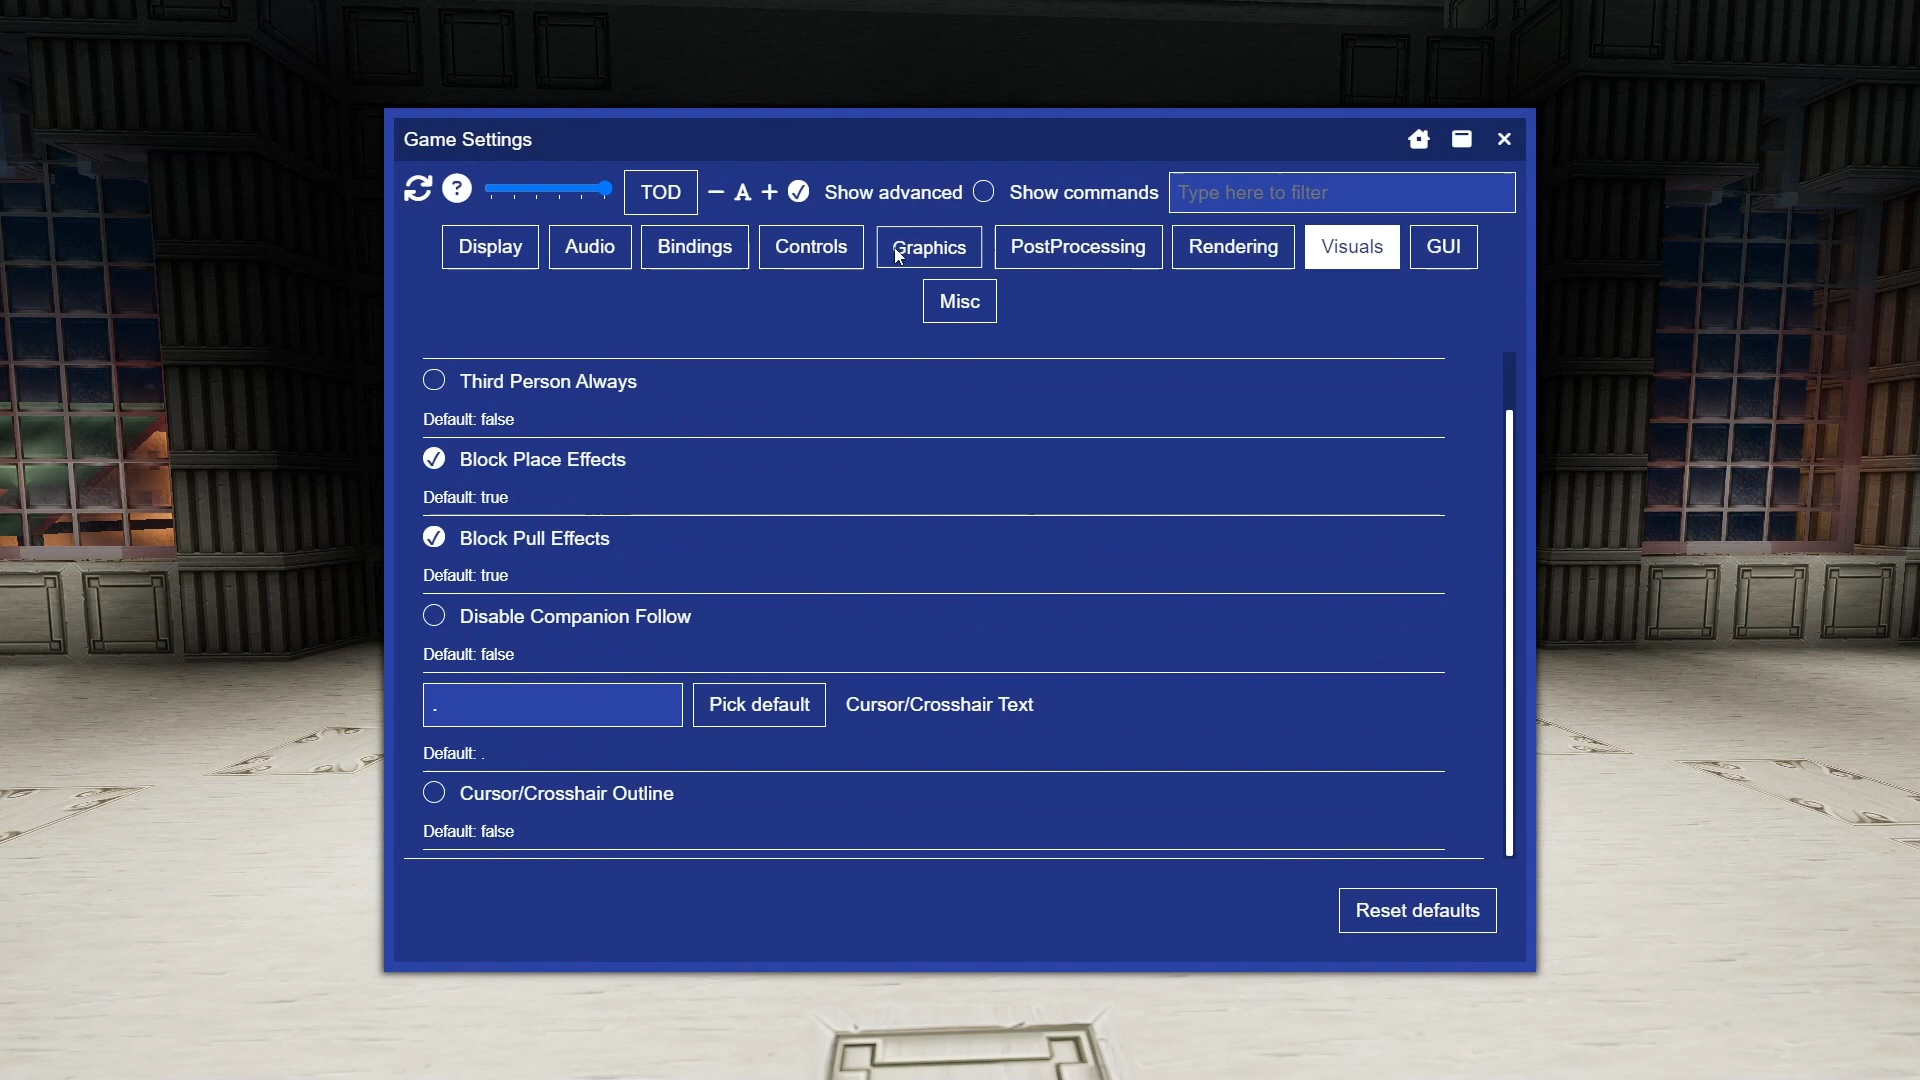 Game Settings
? TOD − A + Show advanced Show commands Type here to filter
Display Audio Bindings Controls Graphics PostProcessing Rendering Visuals GUI
Misc
Third Person Always
Default: false
Block Place Effects
Default: true
Block Pull Effects
Default: true
Disable Companion Follow
Default: false
. Pick default Cursor/Crosshair Text
Default: .
Cursor/Crosshair Outline
Default: false
Reset defaults